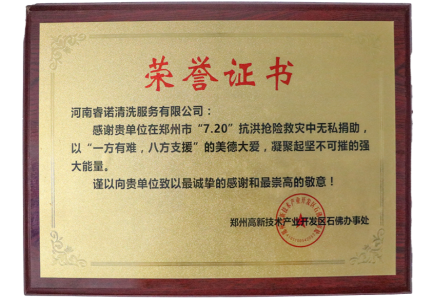 荣誉证书
河南睿诺清洗服务有限公司：
感谢贵单位在郑州市“7.20”抗洪抢险救灾中无私捐助，
以“一方有难，八方支援”的美德大爱，凝聚起坚不可摧的强
大能量。
谨以向贵单位致以最诚挚的感谢和最崇高的敬意！
郑州高新技术产业开发区石佛办事处